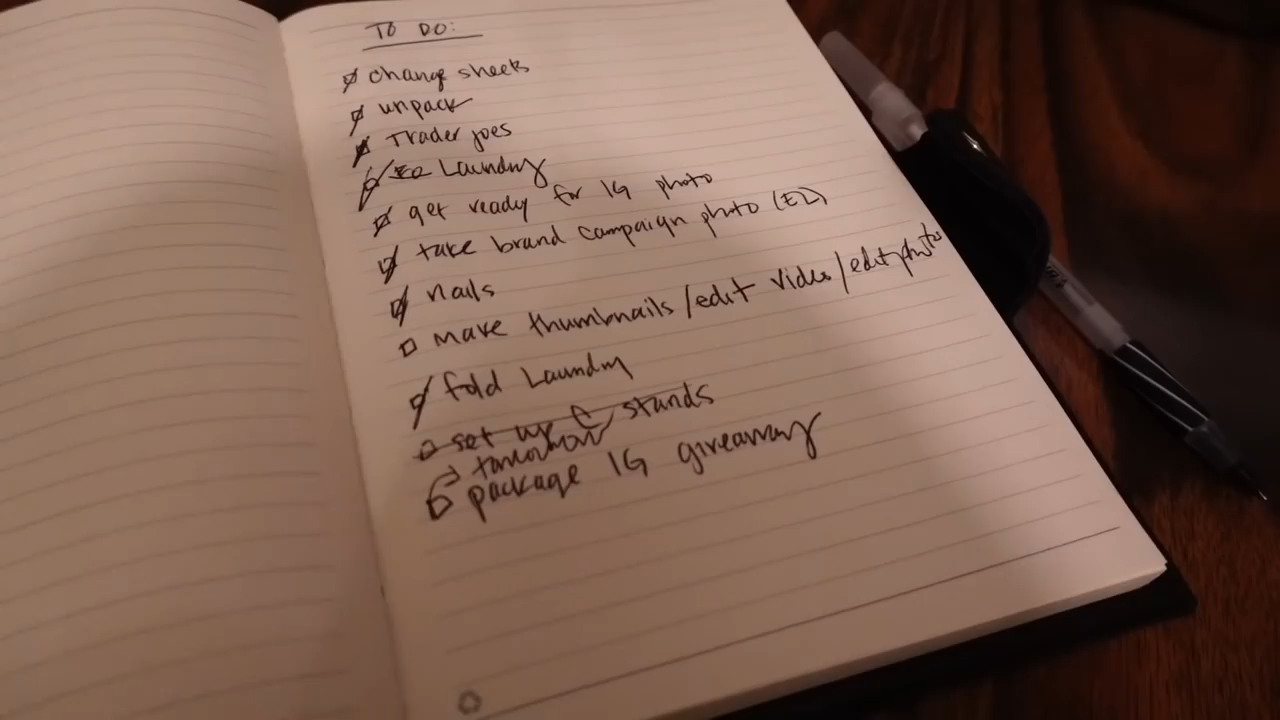 TO DO:
change sheets
unpack
Trader joes
Laundry
get ready for IG photo
take brand campaign photo (EL)
nails
make thumbnails/edit video/edit photos
fold Laundry
set up C stands
tomorrow
package IG giveaway